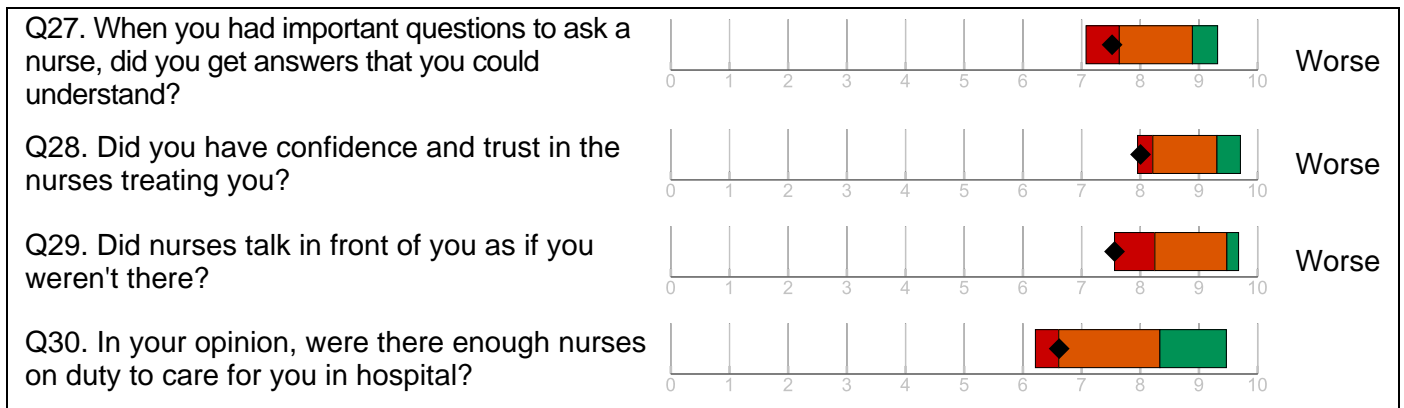 Q27. When you had important questions to ask a
nurse, did you get answers that you could
understand?
0 1 2 3 4 5 6 7 8 9 10
Worse
Q28. Did you have confidence and trust in the
nurses treating you?
0 1 2 3 4 5 6 7 8 9 10
Worse
Q29. Did nurses talk in front of you as if you
weren't there?
0 1 2 3 4 5 6 7 8 9 10
Worse
Q30. In your opinion, were there enough nurses
on duty to care for you in hospital?
0 1 2 3 4 5 6 7 8 9 10